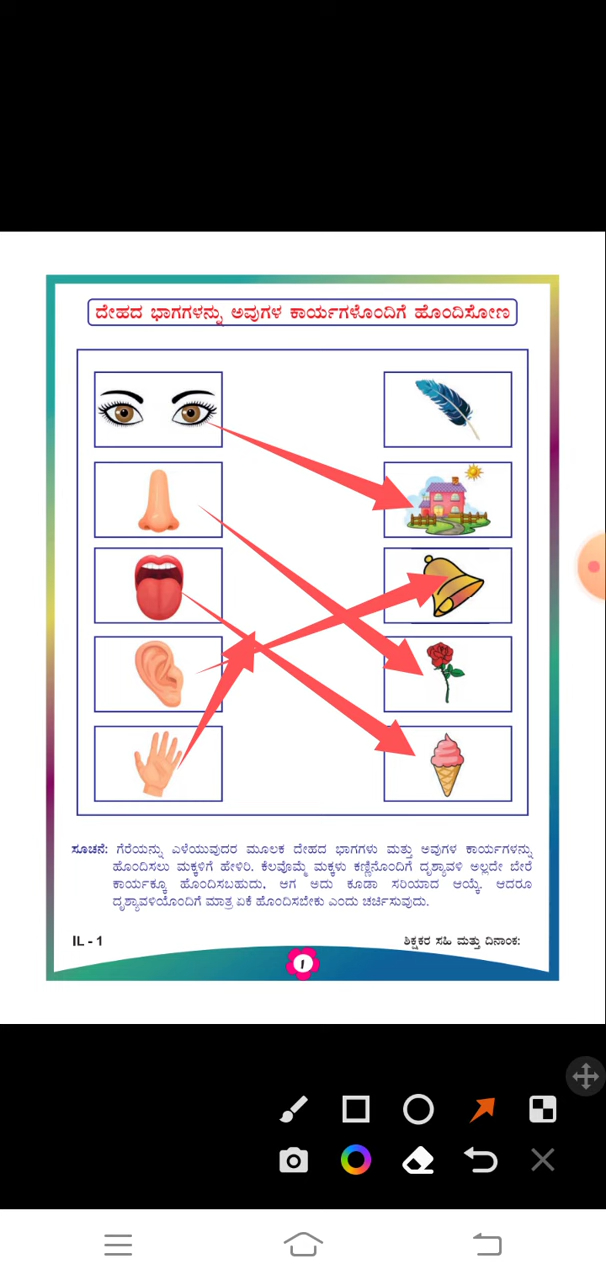 ದೇಹದ ಭಾಗಗಳನ್ನು ಅವುಗಳ ಕಾರ್ಯಗಳೊಂದಿಗೆ ಹೊಂದಿಸೋಣ
ಸೂಚನೆ: ಗೆರೆಯನ್ನು ಎಳೆಯುವುದರ ಮೂಲಕ ದೇಹದ ಭಾಗಗಳು ಮತ್ತು ಅವುಗಳ ಕಾರ್ಯಗಳನ್ನು
ಹೊಂದಿಸಲು ಮಕ್ಕಳಿಗೆ ಹೇಳಿರಿ. ಕೆಲವೊಮ್ಮೆ ಮಕ್ಕಳು ಕಣ್ಣಿನೊಂದಿಗೆ ದೃಶ್ಯಾವಳಿ ಅಲ್ಲದೇ ಬೇರೆ
ಕಾರ್ಯಕ್ಕೂ ಹೊಂದಿಸಬಹುದು, ಆಗ ಅದು ಕೂಡಾ ಸರಿಯಾದ ಆಯ್ಕೆ. ಆದರೂ
ದೃಶ್ಯಾವಳಿಯೊಂದಿಗೆ ಮಾತ್ರ ಏಕೆ ಹೊಂದಿಸಬೇಕು ಎಂದು ಚರ್ಚಿಸುವುದು.
IL - 1
ಶಿಕ್ಷಕರ ಸಹಿ ಮತ್ತು ದಿನಾಂಕ:
1